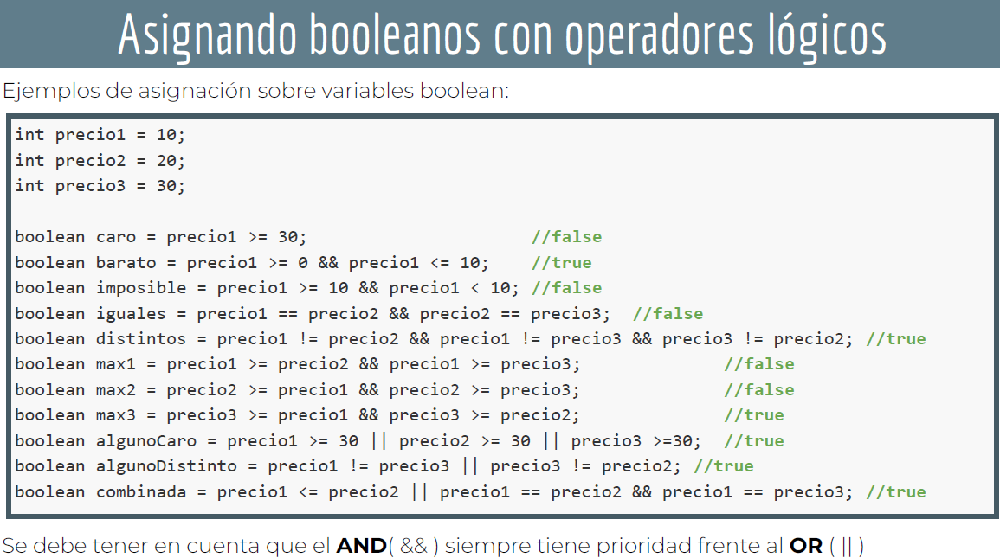 Asignando booleanos con operadores lógicos
Ejemplos de asignación sobre variables boolean:
int precio1 = 10;
int precio2 = 20;
int precio3 = 30;
boolean caro = precio1 >= 30; //false
boolean barato = precio1 >= 0 && precio1 <= 10; //true
boolean imposible = precio1 >= 10 && precio1 < 10; //false
boolean iguales = precio1 == precio2 && precio2 == precio3; //false
boolean distintos = precio1 != precio2 && precio1 != precio3 && precio3 != precio2; //true
boolean max1 = precio1 >= precio2 && precio1 >= precio3; //false
boolean max2 = precio2 >= precio1 && precio2 >= precio3; //false
boolean max3 = precio3 >= precio1 && precio3 >= precio2; //true
boolean algunoCaro = precio1 >= 30 || precio2 >= 30 || precio3 >=30; //true
boolean algunoDistinto = precio1 != precio3 || precio3 != precio2; //true
boolean combinada = precio1 <= precio2 || precio1 == precio2 && precio1 == precio3; //true
Se debe tener en cuenta que el AND( && ) siempre tiene prioridad frente al OR ( || )